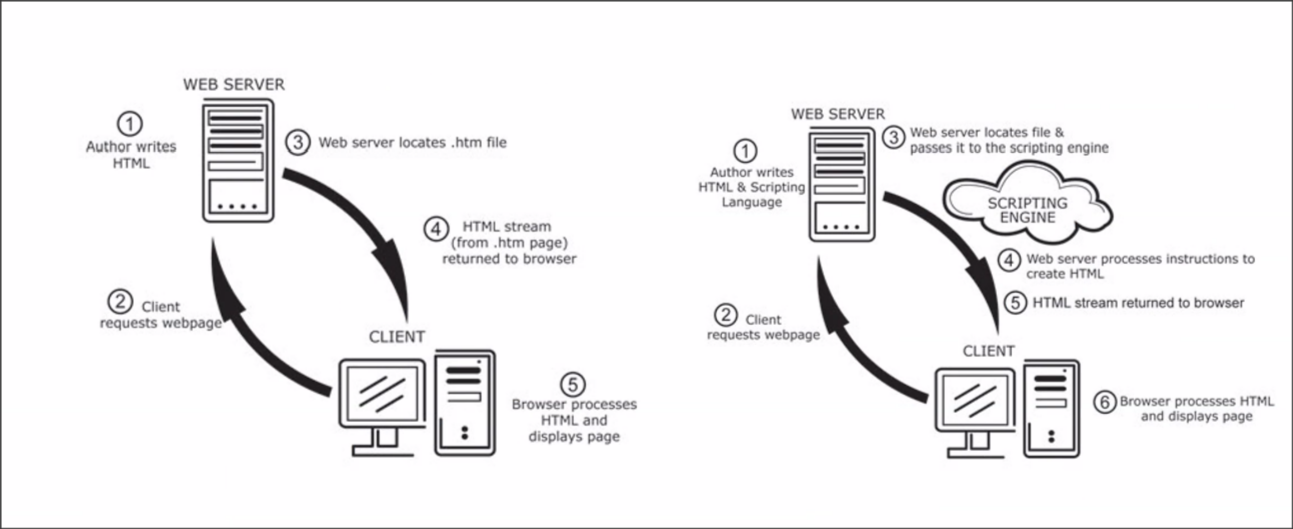 WEB SERVER
1
Author writes
HTML
3 Web server locates .htm file
4 HTML stream
(from .htm page)
returned to browser
2 Client
requests webpage
CLIENT
5
Browser processes
HTML and
displays page
WEB SERVER
1
Author writes
HTML & Scripting
Language
3 Web server locates file &
passes it to the scripting engine
SCRIPTING
ENGINE
4 Web server processes instructions to
create HTML
5 HTML stream returned to browser
2 Client
requests webpage
CLIENT
6 Browser processes HTML
and displays page